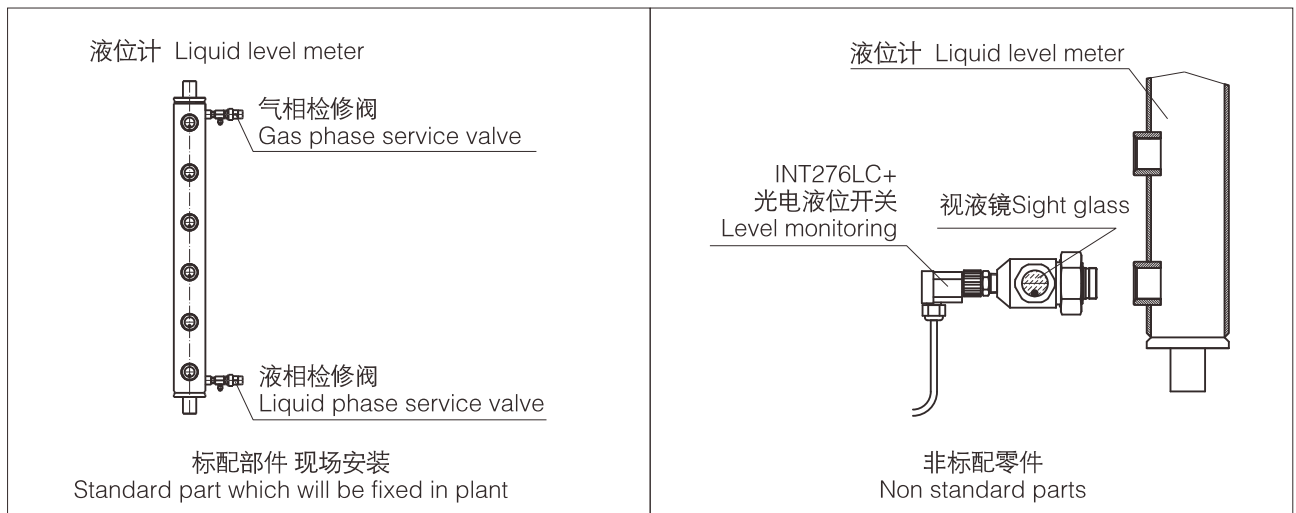 液位计 Liquid level meter
气相检修阀
Gas phase service valve
液相检修阀
Liquid phase service valve
标配部件 现场安装
Standard part which will be fixed in plant
液位计 Liquid level meter
INT276LC+
光电液位开关
Level monitoring
视液镜Sight glass
非标配零件
Non standard parts